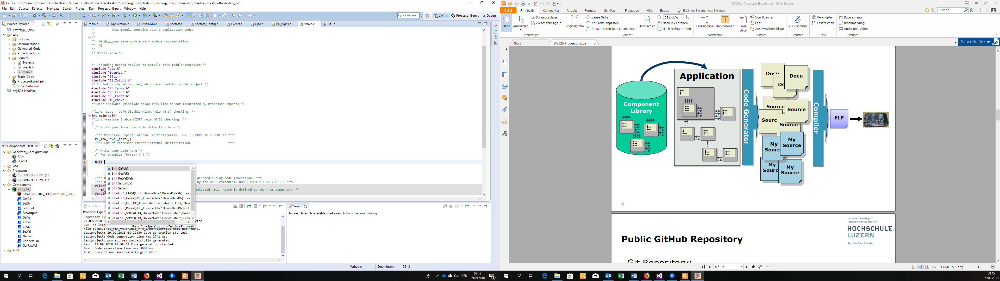 C/C++ - test/Sources/main.c - Kinetis Design Studio - C:\Users\Pescatore\Desktop\SynologyDrive\Studium\SynologyDrive\8. Semester\Industrieprojekt\Software\tiny_k22
File Edit Source Refactor Navigate Search Project Run Processor Expert Window Help
Quick Access
C/C++
Processor Expert
Debug
Project Explorer
prototyp_1_tiny
test
Includes
Documentation
Generated_Code
Project_Settings
Sources
Events.c
Events.h
main.c
Static_Code
ProcessorExpert.pe
ProjectInfo.xml
tinyK22_NeoPixel
Components - test
Generator_Configurations
RAM
FLASH
OSs
Processors
Cpu:MK22FX512VLQ12
Cpu:MK22FX512VLQ12
Components
Bit1:BitIO
BitIoLdd1:BitIO_LDD[BitIO\BitIO_LDD]
GetDir
SetDir
SetInput
SetOutput
GetVal
PutVal
ClrVal
SetVal
NegVal
ConnectPin
GetRawVal
PDD
main.c Application.c PixelDMA.c Vectors.c Vectors_Config.h Events.c Cpu.h PE_Types.h *main.c Bit1.h
** This module contains user's application code.
*/
/*!
** @addtogroup main_module main module documentation
** @{
*/
/* MODULE main */
/* Including needed modules to compile this module/procedure */
#include "Cpu.h"
#include "Events.h"
#include "Bit1.h"
#include "BitIoLdd1.h"
/* Including shared modules, which are used for whole project */
#include "PE_Types.h"
#include "PE_Error.h"
#include "PE_Const.h"
#include "IO_Map.h"
/* User includes (#include below this line is not maintained by Processor Expert) */
/*lint -save  -e970 Disable MISRA rule (6.3) checking. */
int main(void)
/*lint -restore Enable MISRA rule (6.3) checking. */
{
/* Write your local variable definition here */
/*** Processor Expert internal initialization. DON'T REMOVE THIS CODE!!! ***/
PE_low_level_init();
/*** End of Processor Expert internal initialization. ***/
/* Write your code here */
/* For example: for(;;) { } */
Bit1_
Bit1_ClrVal()
Bit1_GetVal()
Bit1_PutVal(Val)
Bit1_SetDir(Dir)
Bit1_SetVal()
BitIoLdd1_ClrVal(LDD_TDeviceData * DeviceDataPtr) : void
BitIoLdd1_GetVal(LDD_TDeviceData * DeviceDataPtr) : boo
BitIoLdd1_Init(LDD_TUserData * UserDataPtr) : LDD_TDevi
BitIoLdd1_PutVal(LDD_TDeviceData * DeviceDataPtr,bool
BitIoLdd1_SetDir(LDD_TDeviceData * DeviceDataPtr,bool
BitIoLdd1_SetVal(LDD_TDeviceData * DeviceDataPtr) : void
Press 'Ctrl+Space' to show Template Proposals
/*** D deleted during code generation. ***/
/*** R d by the RTOS component. DON'T MODIFY THIS CODE!!! ***/
#ifdef
PEX_ selected RTOS. Macro is defined by the RTOS component. */
#endif
Problems
Processor Expert
Processor Ex
29.09.2018 08 vice
CDE: no lice
testproject: 29.09.2018 08:29:30 Code generation started.
testproject: Code generation time was 2741 ms.
testproject: project was successfully generated.
test: 29.09.2018 08:39:39 Code generation started.
test: Code generation time was 3680 ms.
test: project was successfully generated.
Search
No search results available. Start a search from the search dialog...
Writable
Smart Insert
55 : 8
DEU
08:45
29.09.2018
SW02b Processor Expert.pdf - Foxit Reader
Datei Startseite Kommentar Ansicht Formular Schützen Freigeben Hilfe Extras
Erzählen Sie mir, was Sie mach
Suchen
Hand
Auswählen
Schnappschuss
Zwischenablage
Werkzeuge
Originalgröße
Ganze Seite
An Breite anpassen
An sichtbaren Bereich anpassen
Umbrechen
113,61%
Nach links drehen
Nach rechts drehen
Ansicht
Texteingabe
Hervorheben
Kommentar
Aus Datei
Von Scanner
Leer
Aus Zwischenablage
Erstellen
PDF-Signatur
Schützen
Verknüpfen
Lesezeichen
Links
Dateianhang
Bildanmerkung
Audio und Video
Einfügen
Start
SW02b Processor Expe...
Reduce the file size
Component
Library
Application
Code Generator
Docu
Docu
Do
Source
Source
Sourc
Source
My
Sourc
My
Source
My
Sourc
My
Source
Compiler
ELF
6
Lucerne University of
Applied Sciences and Arts
HOCHSCHULE
LUZERN
Technik & Architektur
Public GitHub Repository
- Git Repository:
6 / 19
113,61%
08:45
29.09.2018